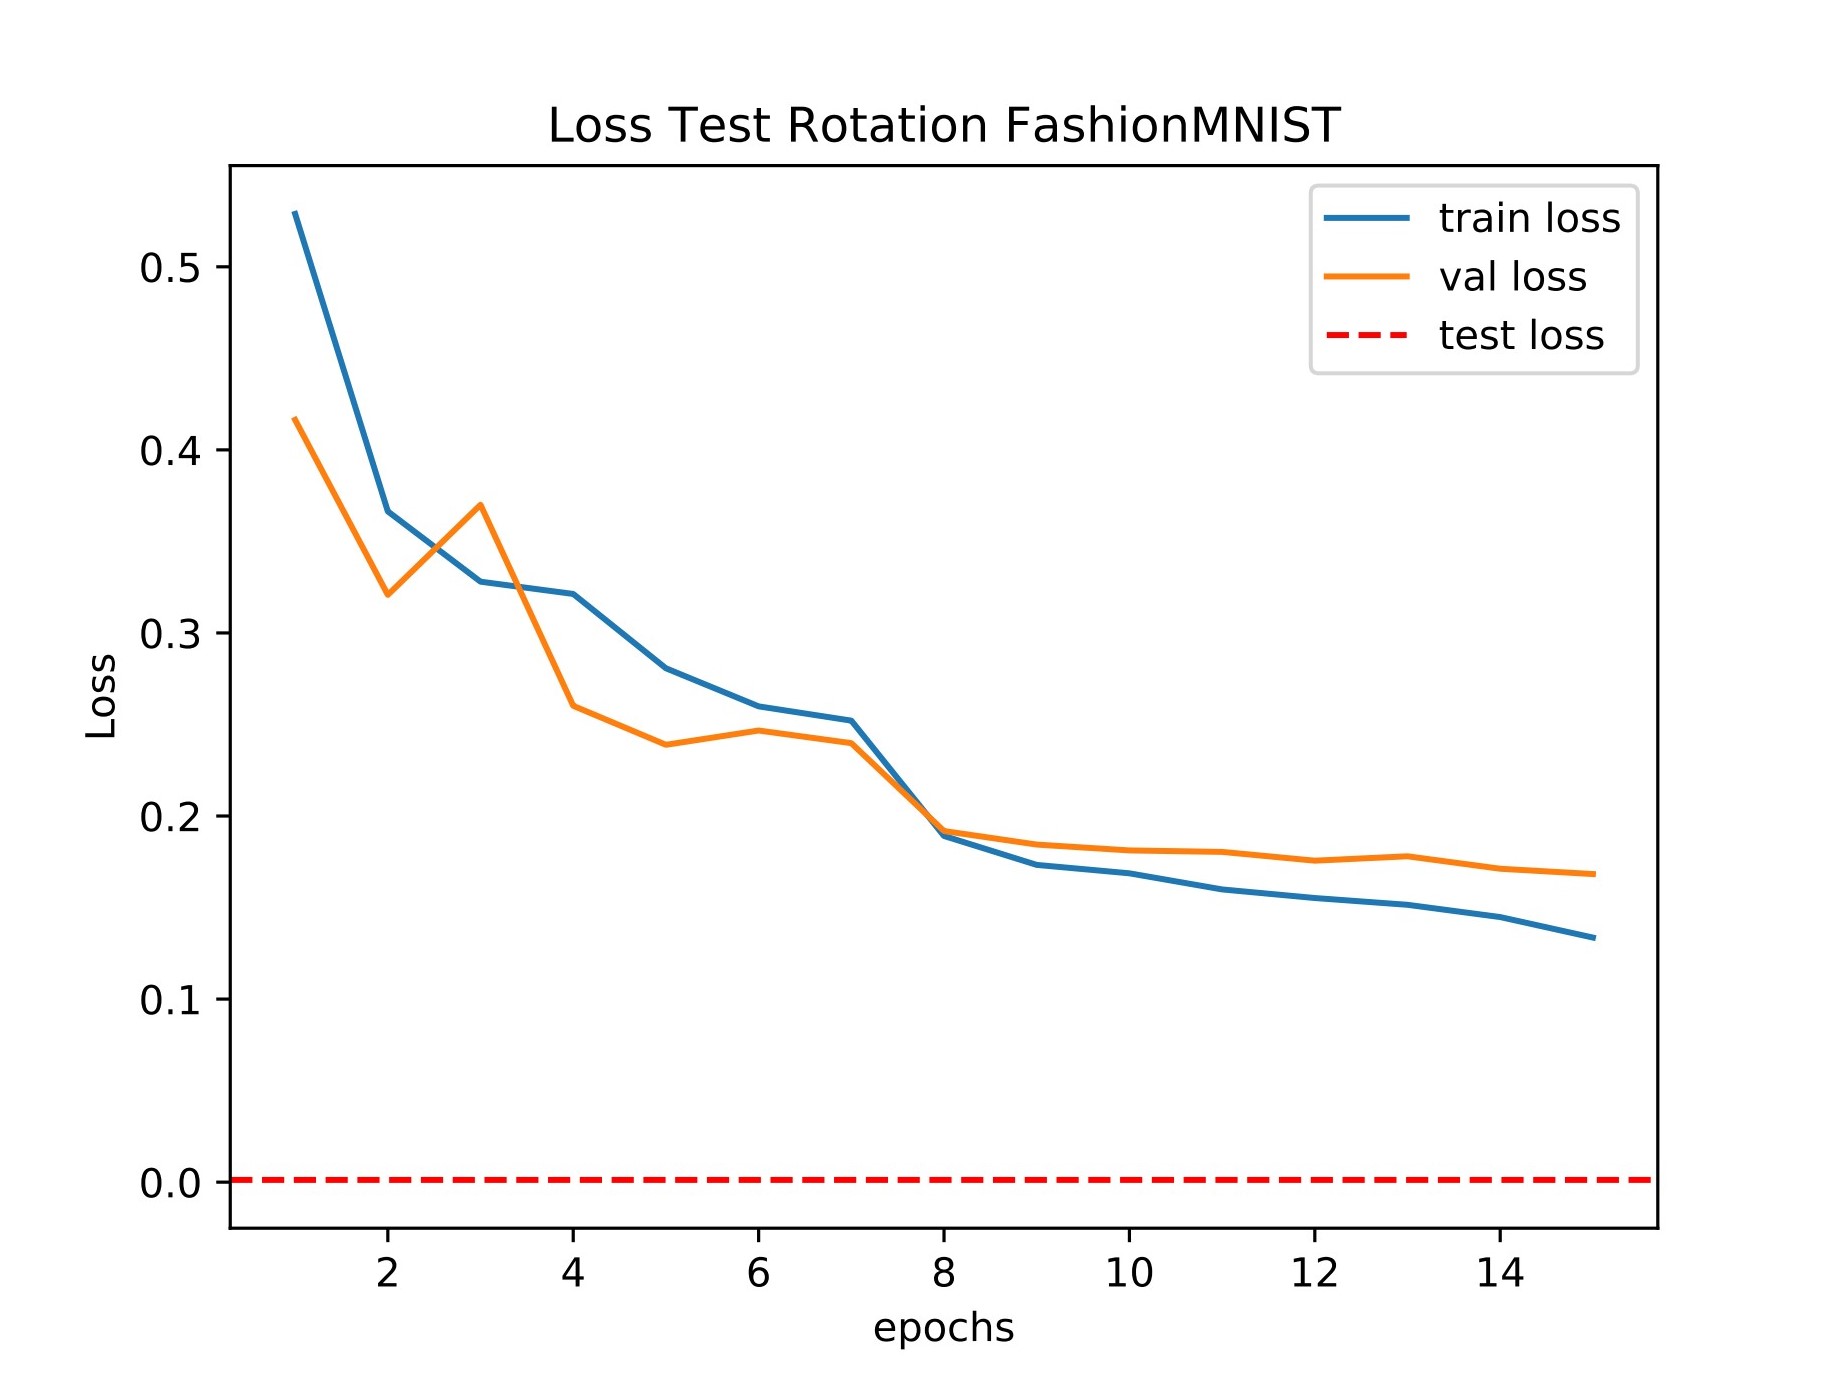 Loss Test Rotation FashionMNIST
train loss
val loss
test loss
0.5
0.4
0.3
0.2
0.1
0.0
Loss
2 4 6 8 10 12 14
epochs